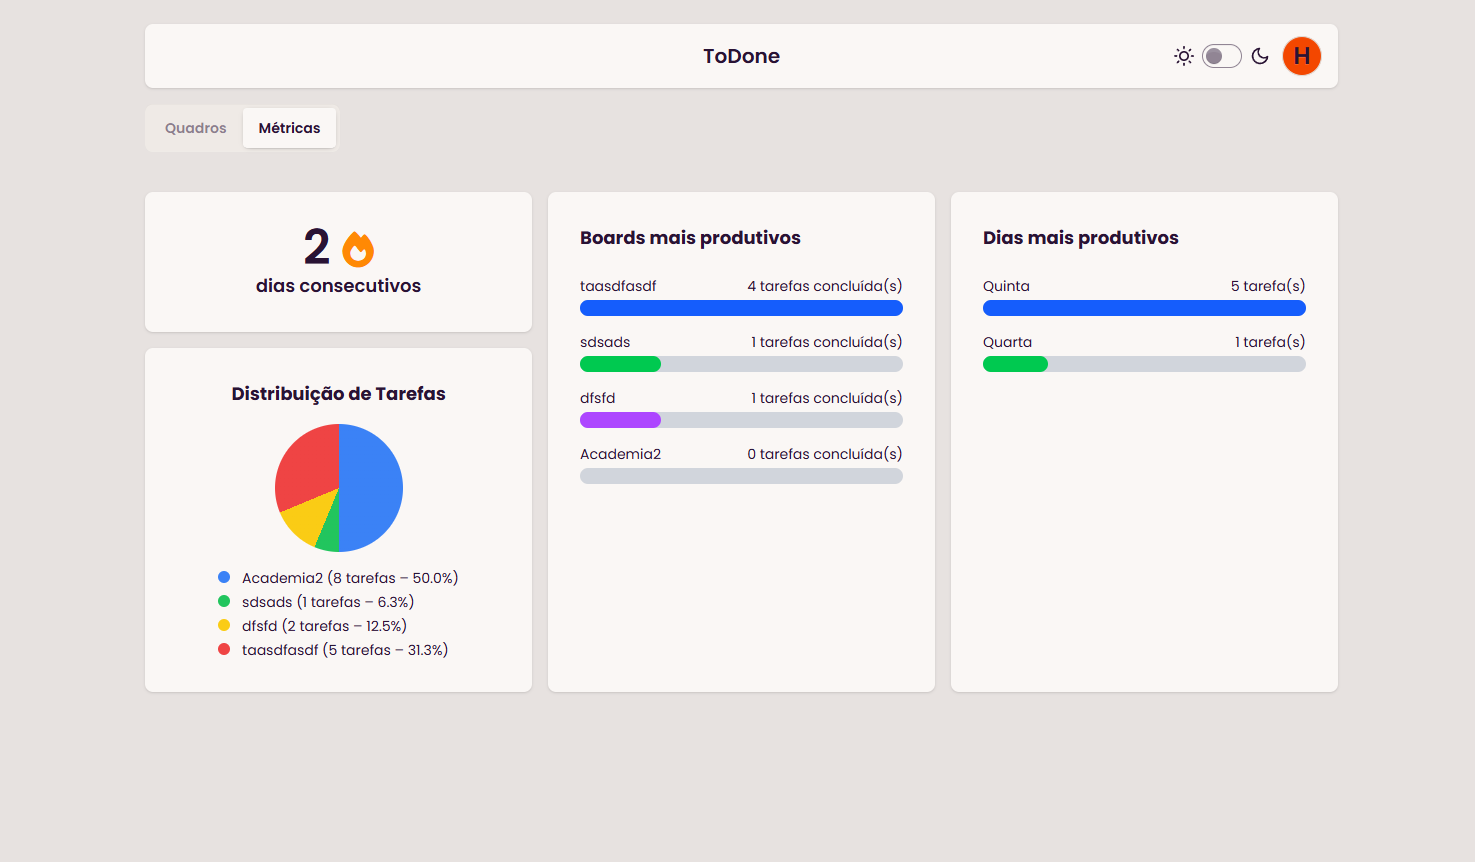 ToDone
H
Quadros
Métricas
2
dias consecutivos
Distribuição de Tarefas
Academia2 (8 tarefas – 50.0%)
sdsads (1 tarefas – 6.3%)
dfsfd (2 tarefas – 12.5%)
taasdfasdf (5 tarefas – 31.3%)
Boards mais produtivos
taasdfasdf 4 tarefas concluída(s)
sdsads 1 tarefas concluída(s)
dfsfd 1 tarefas concluída(s)
Academia2 0 tarefas concluída(s)
Dias mais produtivos
Quinta 5 tarefa(s)
Quarta 1 tarefa(s)